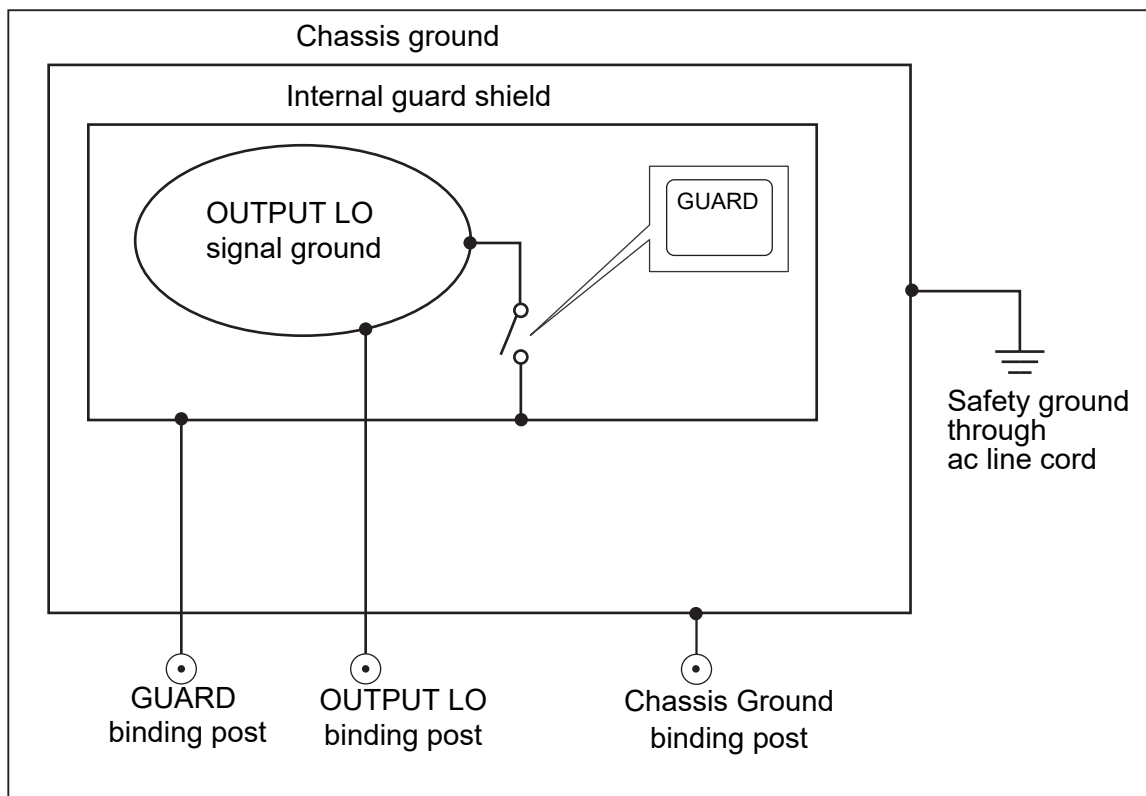 Chassis ground
Internal guard shield
OUTPUT LO
signal ground
GUARD
Safety ground
through
ac line cord
GUARD
binding post
OUTPUT LO
binding post
Chassis Ground
binding post